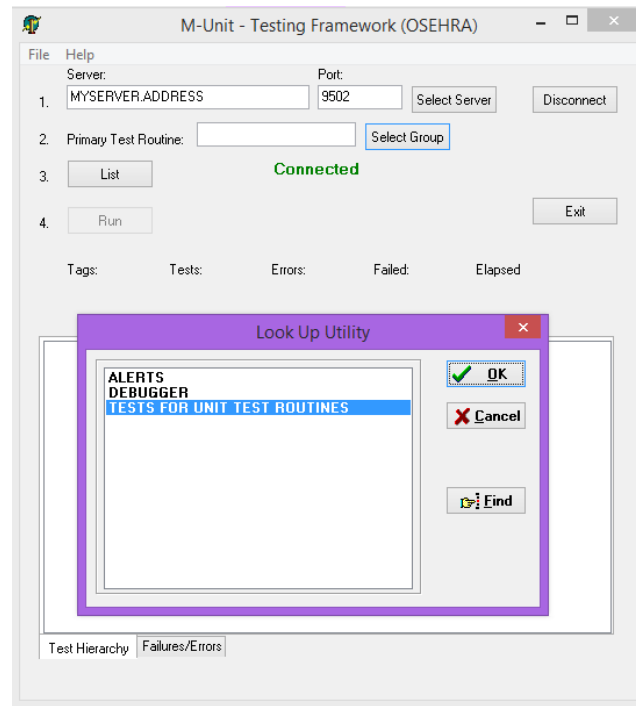 M-Unit - Testing Framework (OSEHRA)
File Help
Server: Port:
1. MYSERVER.ADDRESS 9502 Select Server Disconnect
2. Primary Test Routine: Select Group
3. List Connected
Exit
4. Run
Tags: Tests: Errors: Failed: Elapsed
Look Up Utility
ALERTS
DEBUGGER
TESTS FOR UNIT TEST ROUTINES
OK
Cancel
Find
Test Hierarchy Failures/Errors